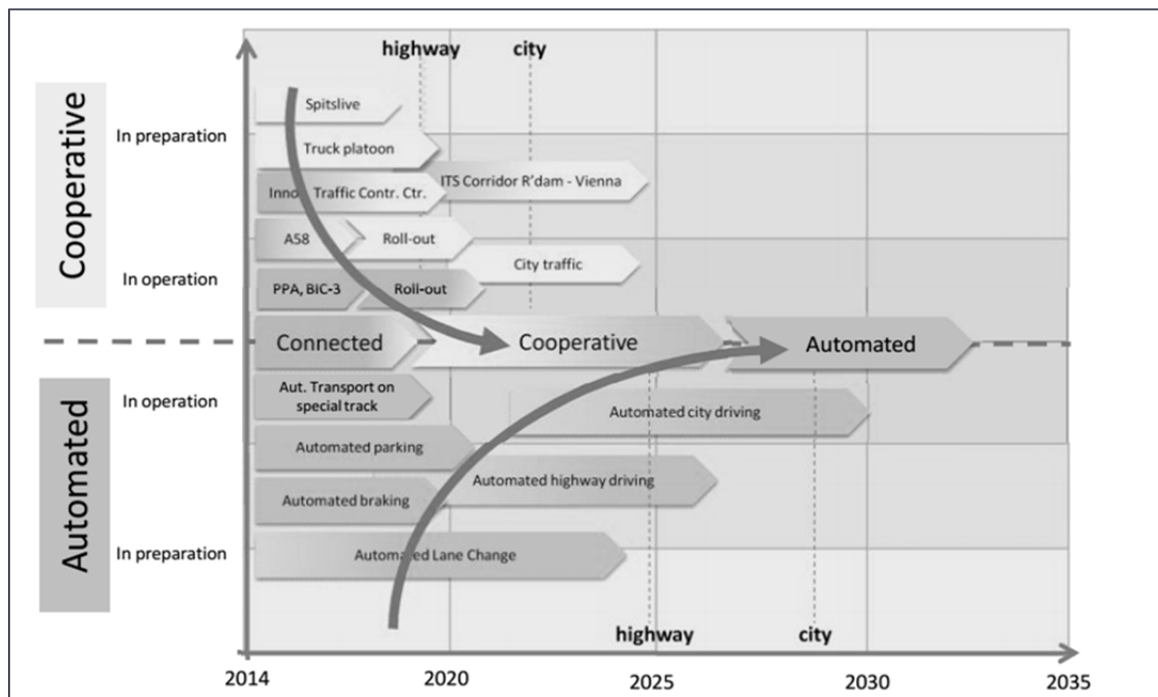 highway
city
Cooperative
In preparation
Spitslive
Truck platoon
ITS Corridor R'dam - Vienna
Inno Traffic Contr. Ctr.
A58
Roll-out
City traffic
In operation
PPA, BIC-3
Roll-out
Connected
Cooperative
Automated
Automated
In operation
Aut. Transport on
special track
Automated city driving
Automated parking
Automated highway driving
Automated braking
In preparation
Automated Lane Change
highway
city
2014
2020
2025
2030
2035